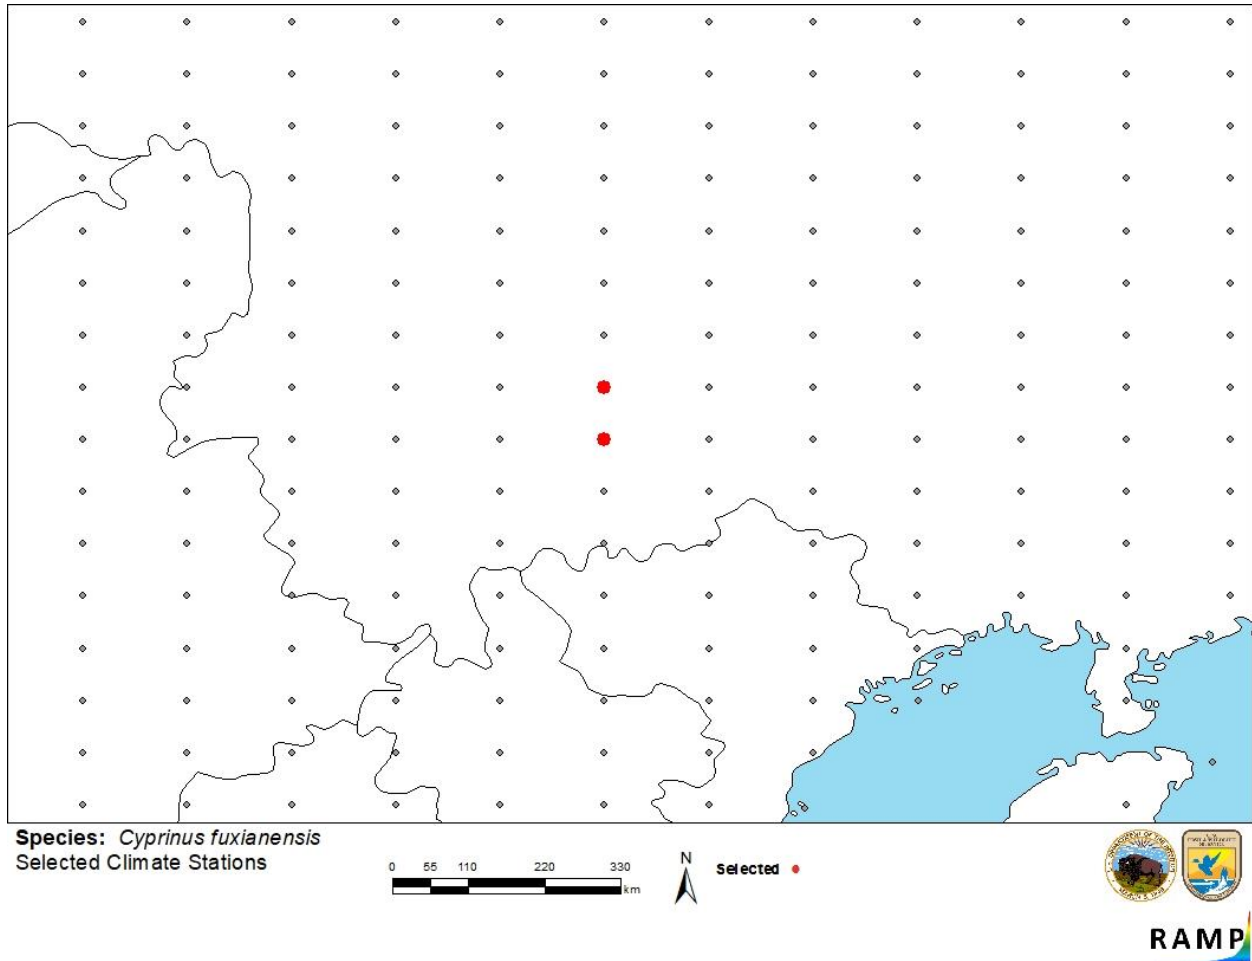 Species: Cyprinus fuxianensis
Selected Climate Stations
0 55 110 220 330
km
N
Selected
RAMP